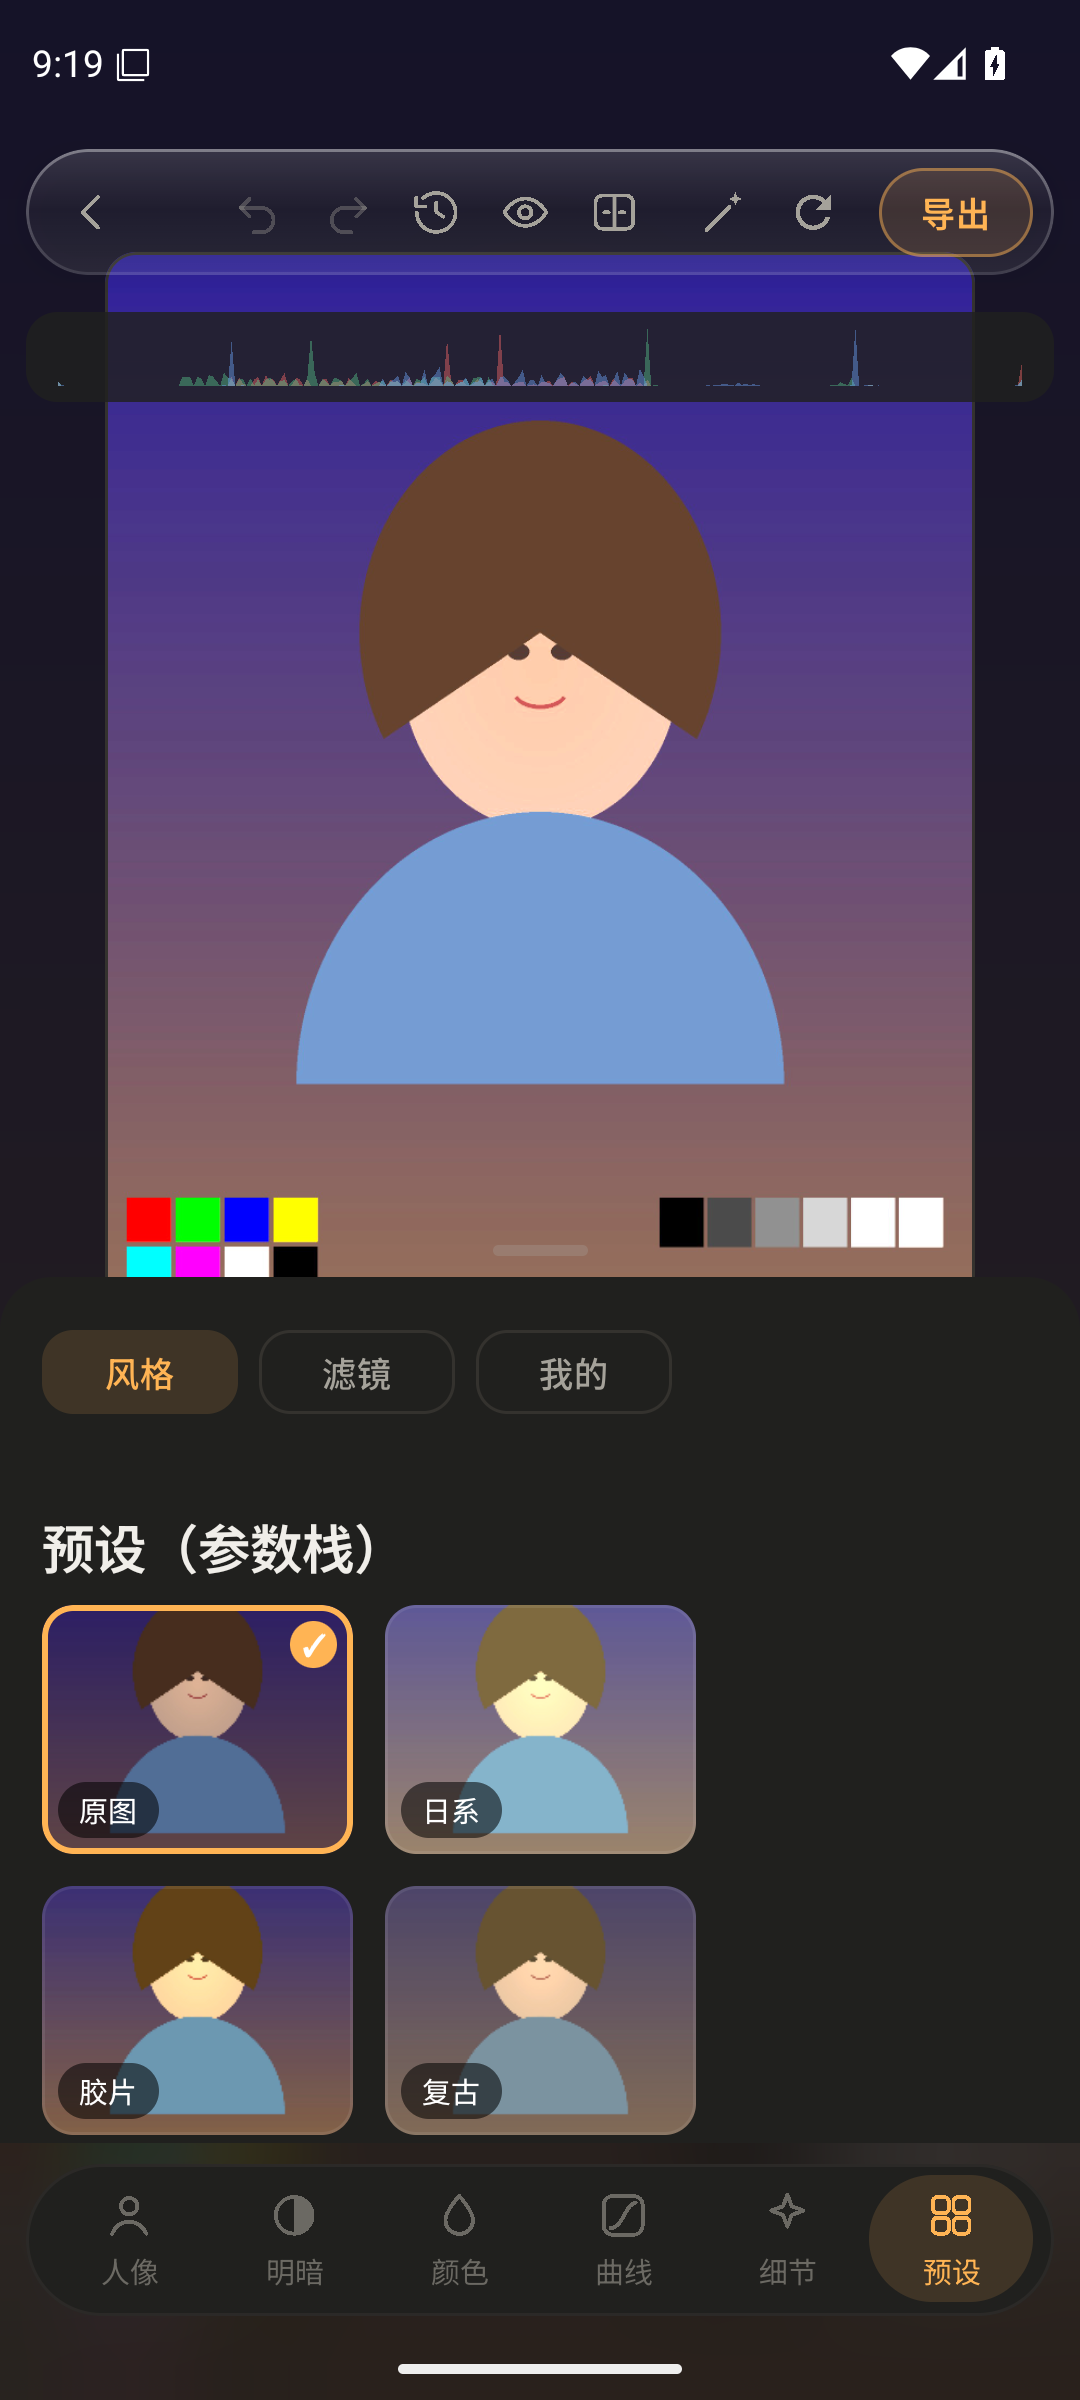 9:19
导出
风格 滤镜 我的
预设（参数栈）
原图 日系
胶片 复古
人像 明暗 颜色 曲线 细节 预设